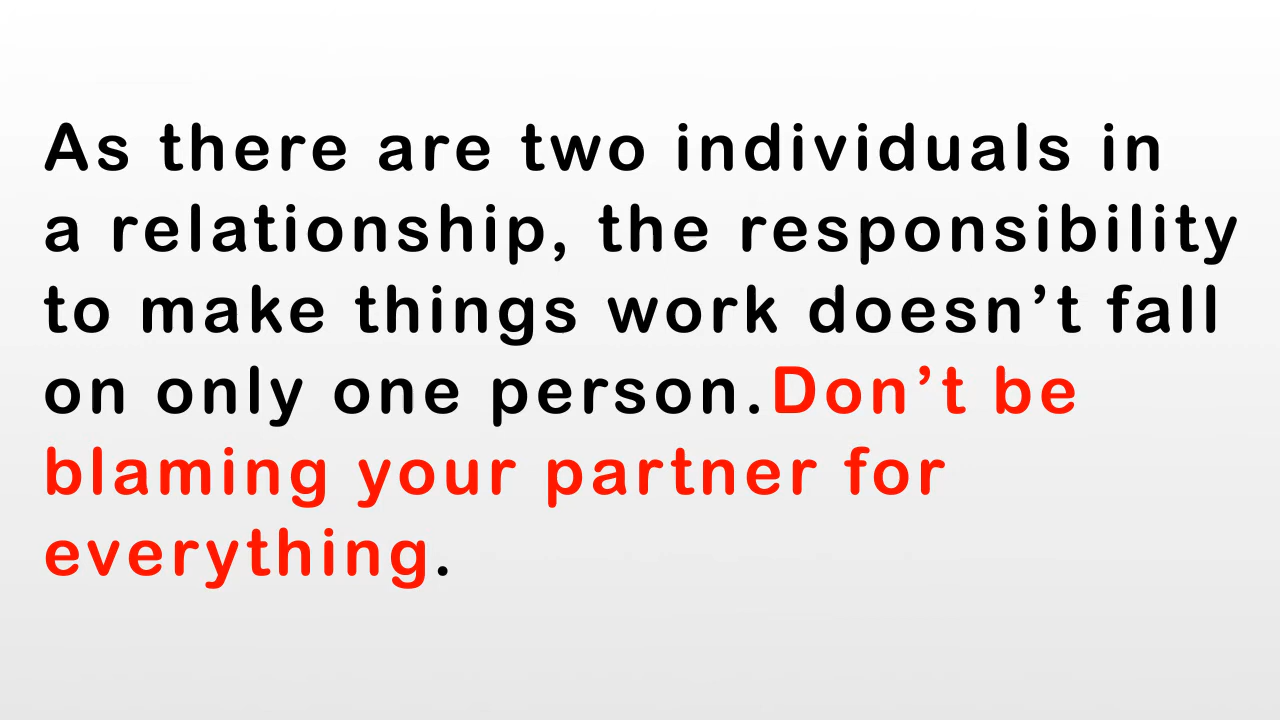 As there are two individuals in
a relationship, the responsibility
to make things work doesn’t fall
on only one person.Don’t be
blaming your partner for
everything.